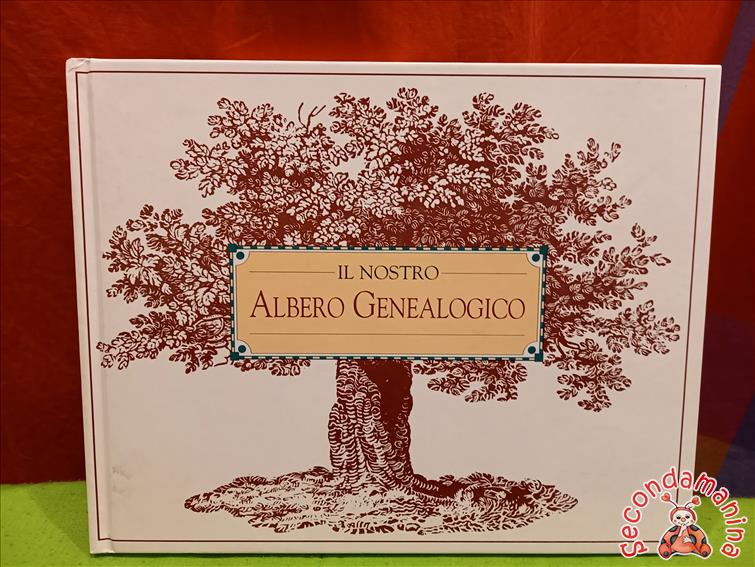 IL NOSTRO
ALBERO GENEALOGICO
Secondamanina